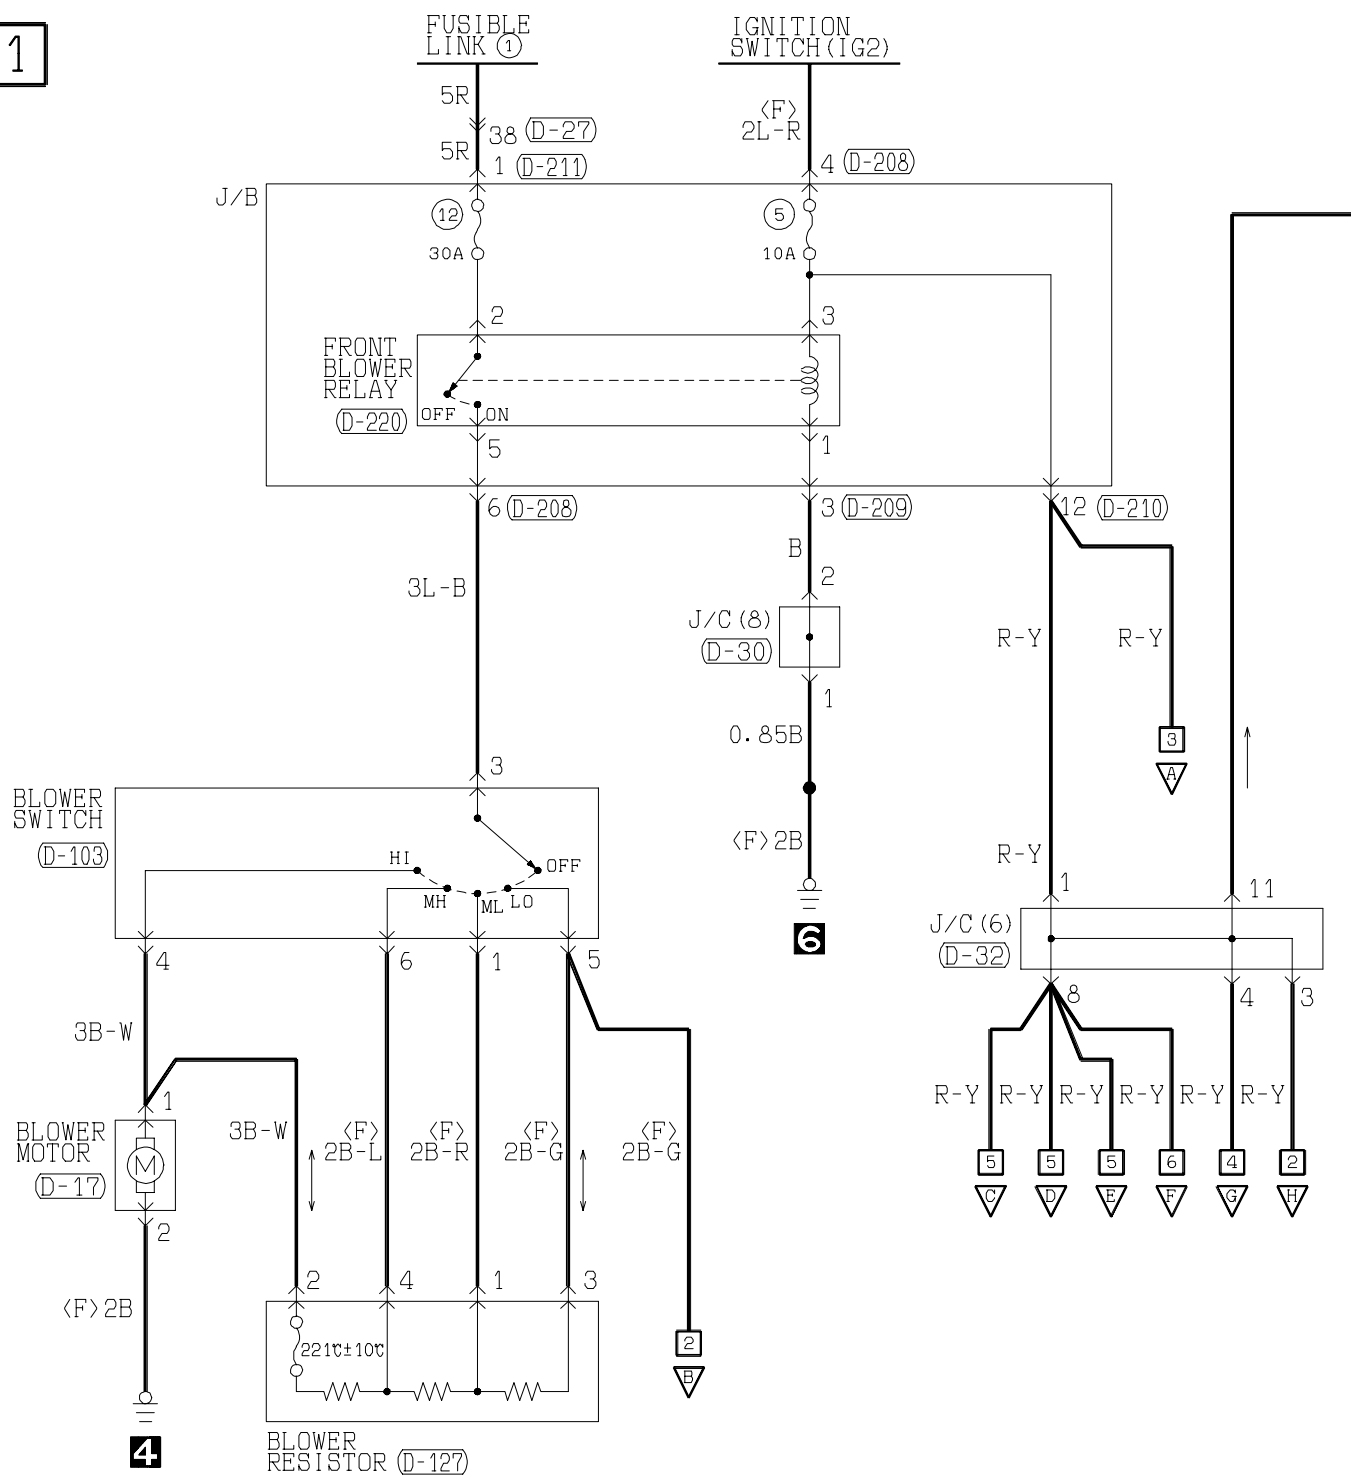 1
FUSIBLE
LINK ①
IGNITION
SWITCH(IG2)
5R
38 (D-27)
5R
1 (D-211)
<F>
2L-R
4 (D-208)
J/B
12
30A
5
10A
2
3
FRONT
BLOWER
RELAY
(D-220)
OFF
ON
5
1
6 (D-208)
3 (D-209)
12 (D-210)
3L-B
B
2
J/C(8)
(D-30)
1
0.85B
<F>2B
6
R-Y
R-Y
3
A
R-Y
BLOWER
SWITCH
(D-103)
3
HI
OFF
MH
ML
LO
4
6
1
5
1
11
J/C(6)
(D-32)
8
4
3
R-Y
R-Y
R-Y
R-Y
R-Y
R-Y
5
5
5
6
4
2
C
D
E
F
G
H
3B-W
1
BLOWER
MOTOR
(D-17)
M
2
<F>2B
4
3B-W
<F>
2B-L
<F>
2B-R
<F>
2B-G
<F>
2B-G
2
4
1
3
221℃±10℃
2
B
BLOWER
RESISTOR (D-127)